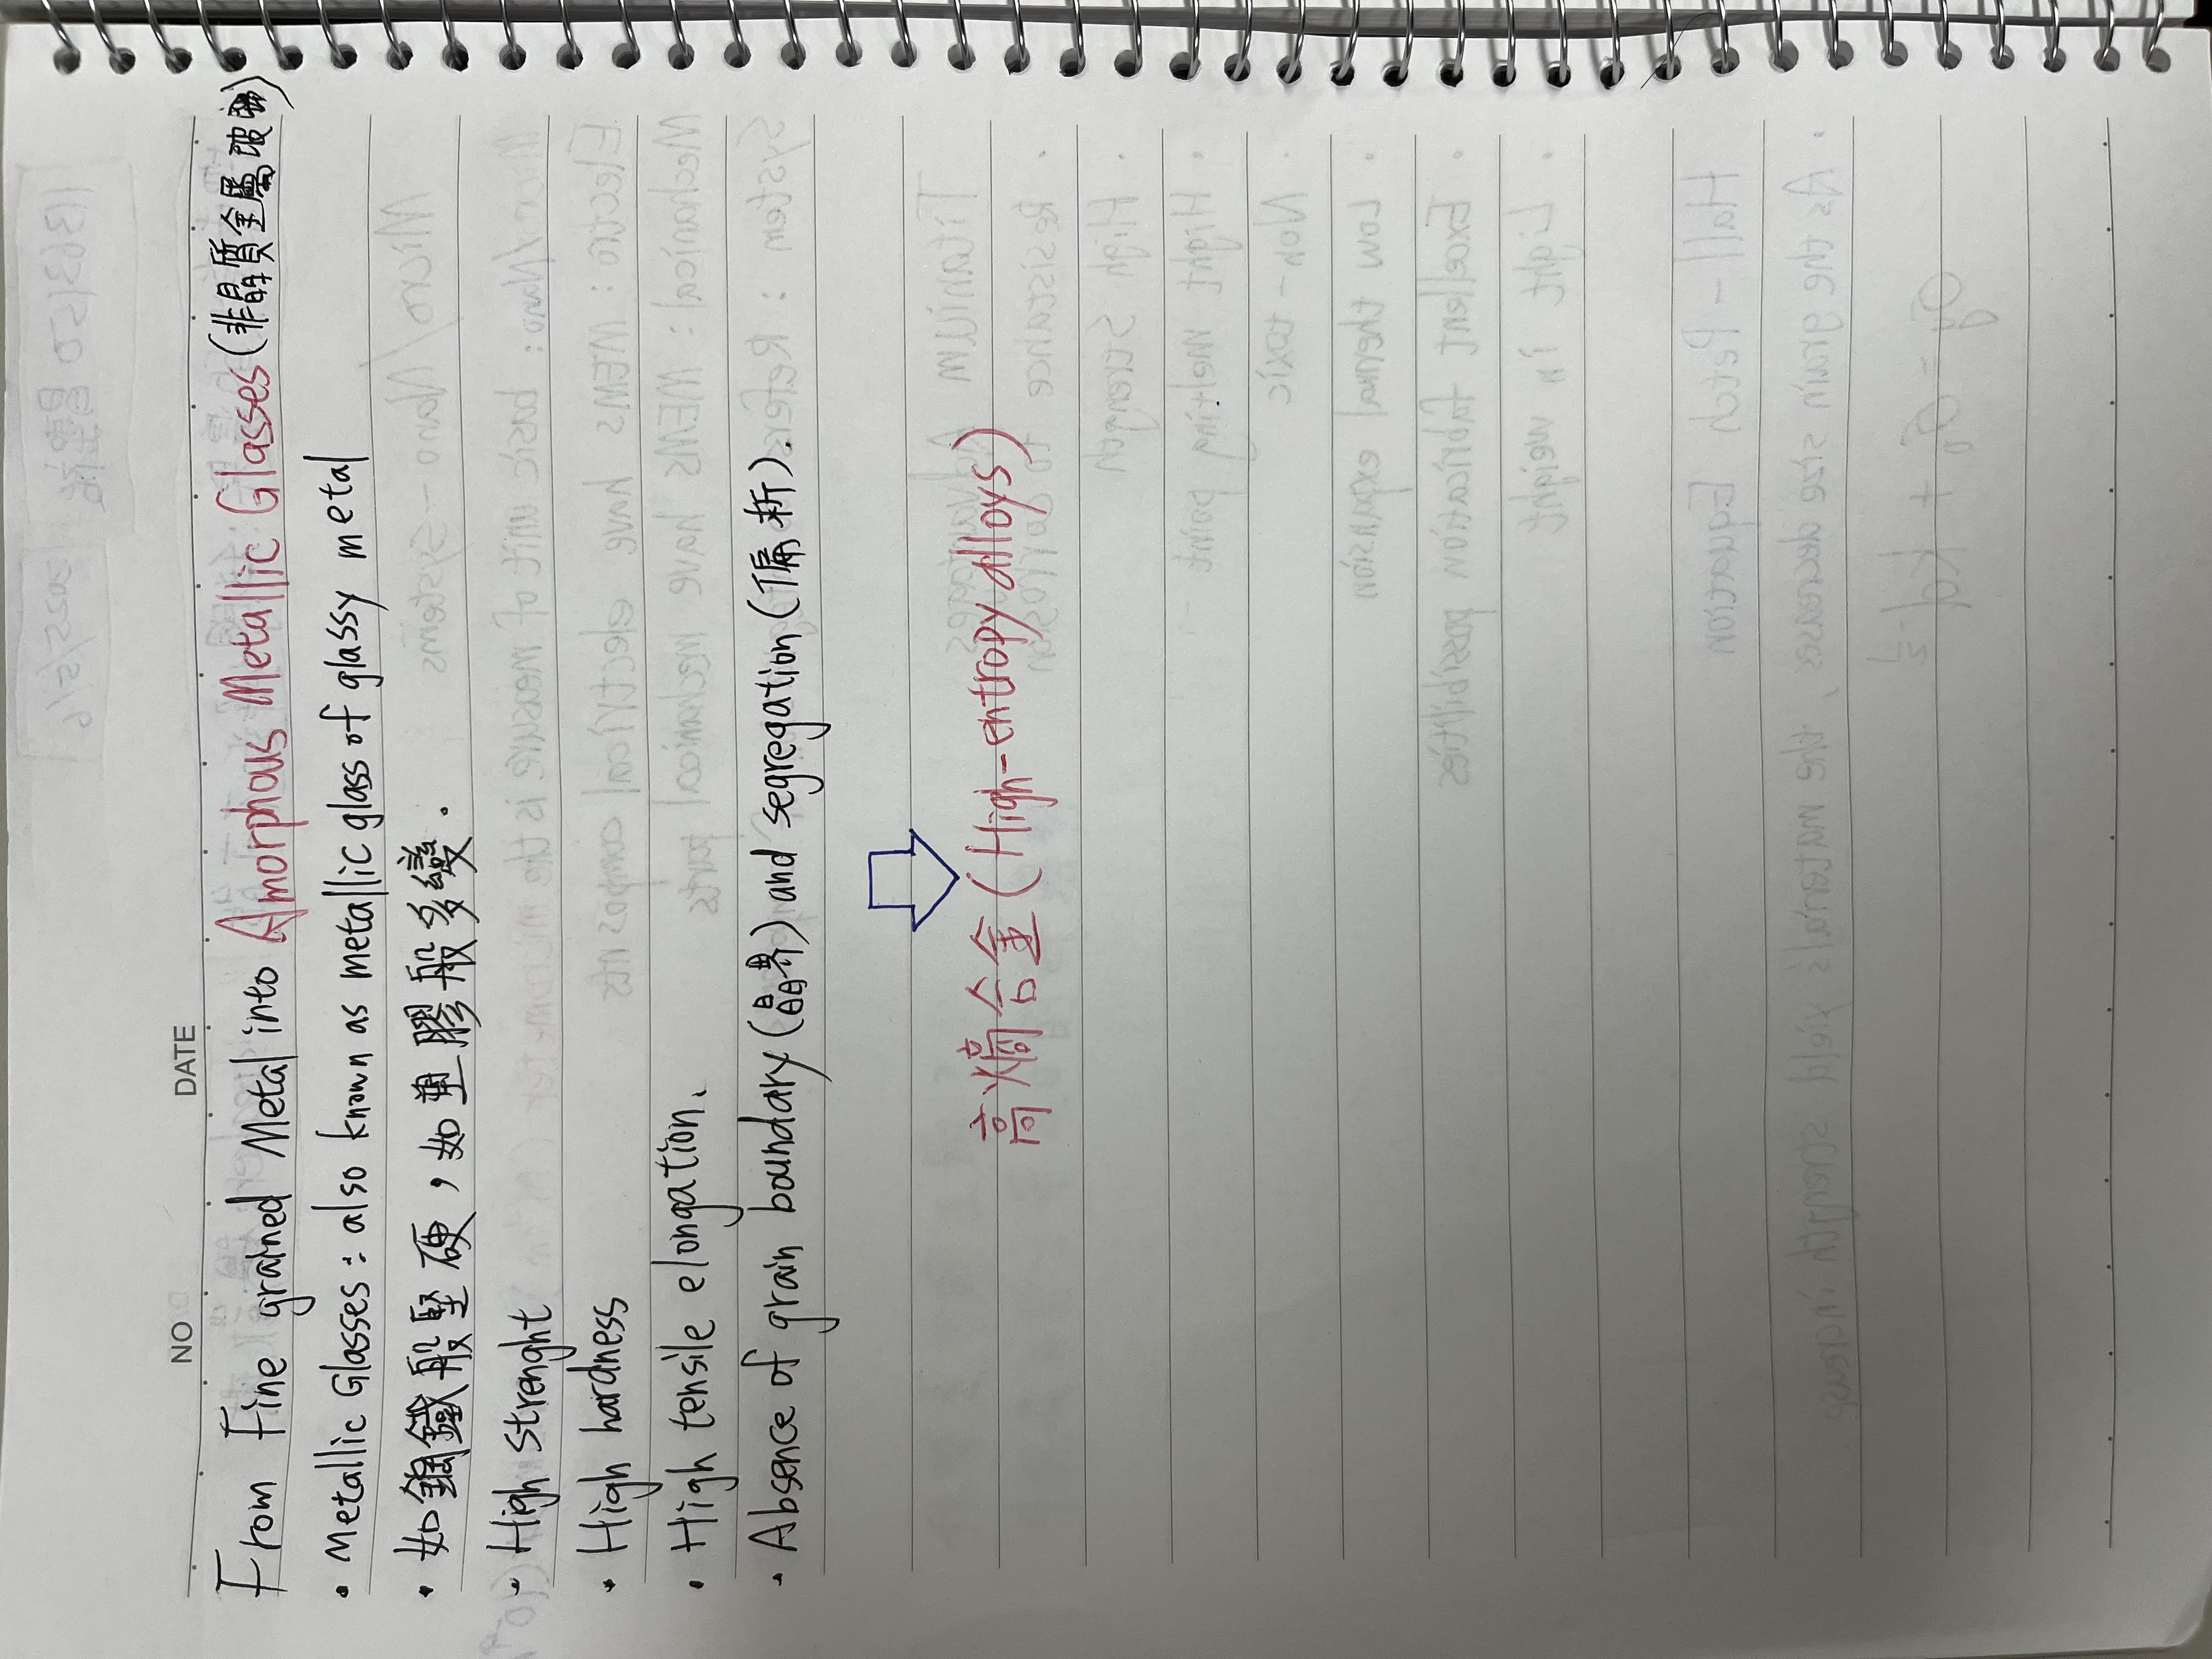 NO DATE
From Fine grained Metal into Amorphous Metallic Glasses (非晶質金屬玻璃)
• Metallic Glasses : also known as metallic glass of glassy metal
• 如鋼鐵般堅硬，如塑膠般多變.
• High strenght
• High hardness
• High tensile elongation.
• Absence of grain boundary (晶界) and segregation (偏析).
高熵合金 (High-entropy alloys)